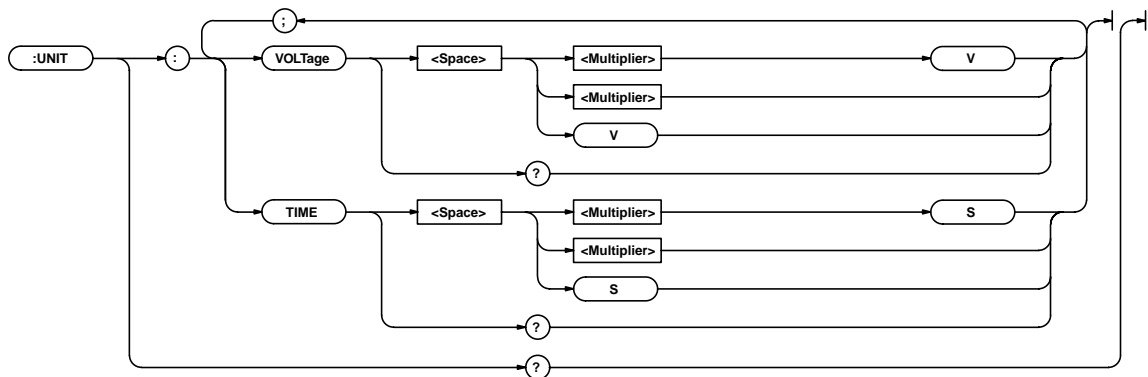 ;
:UNIT : VOLTage <Space> <Multiplier> V
<Multiplier>
V
?
TIME <Space> <Multiplier> S
<Multiplier>
S
?
?